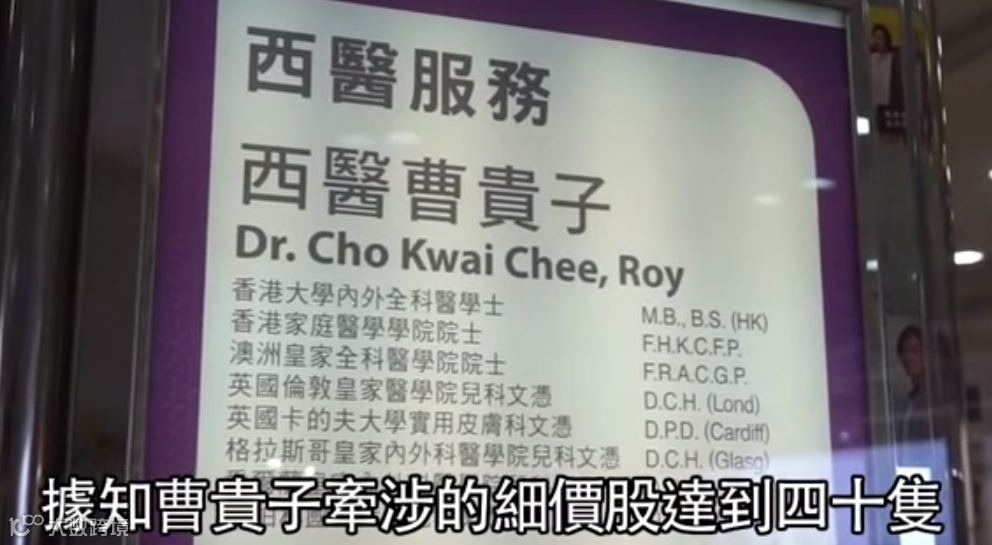 西醫服務
西醫曹貴子
Dr. Cho Kwai Chee, Roy
香港大學內外全科醫學士 M.B., B.S. (HK)
香港家庭醫學學院院士 F.H.K.C.F.P.
澳洲皇家全科醫學院院士 F.R.A.C.G.P.
英國倫敦皇家醫學院兒科文憑 D.C.H. (Lond)
英國卡的夫大學實用皮膚科文憑 D.P.D. (Cardiff)
格拉斯哥皇家內外科醫學院兒科文憑 D.C.H. (Glasg)
據知曹貴子牽涉的細價股達到四十隻
大數跨境